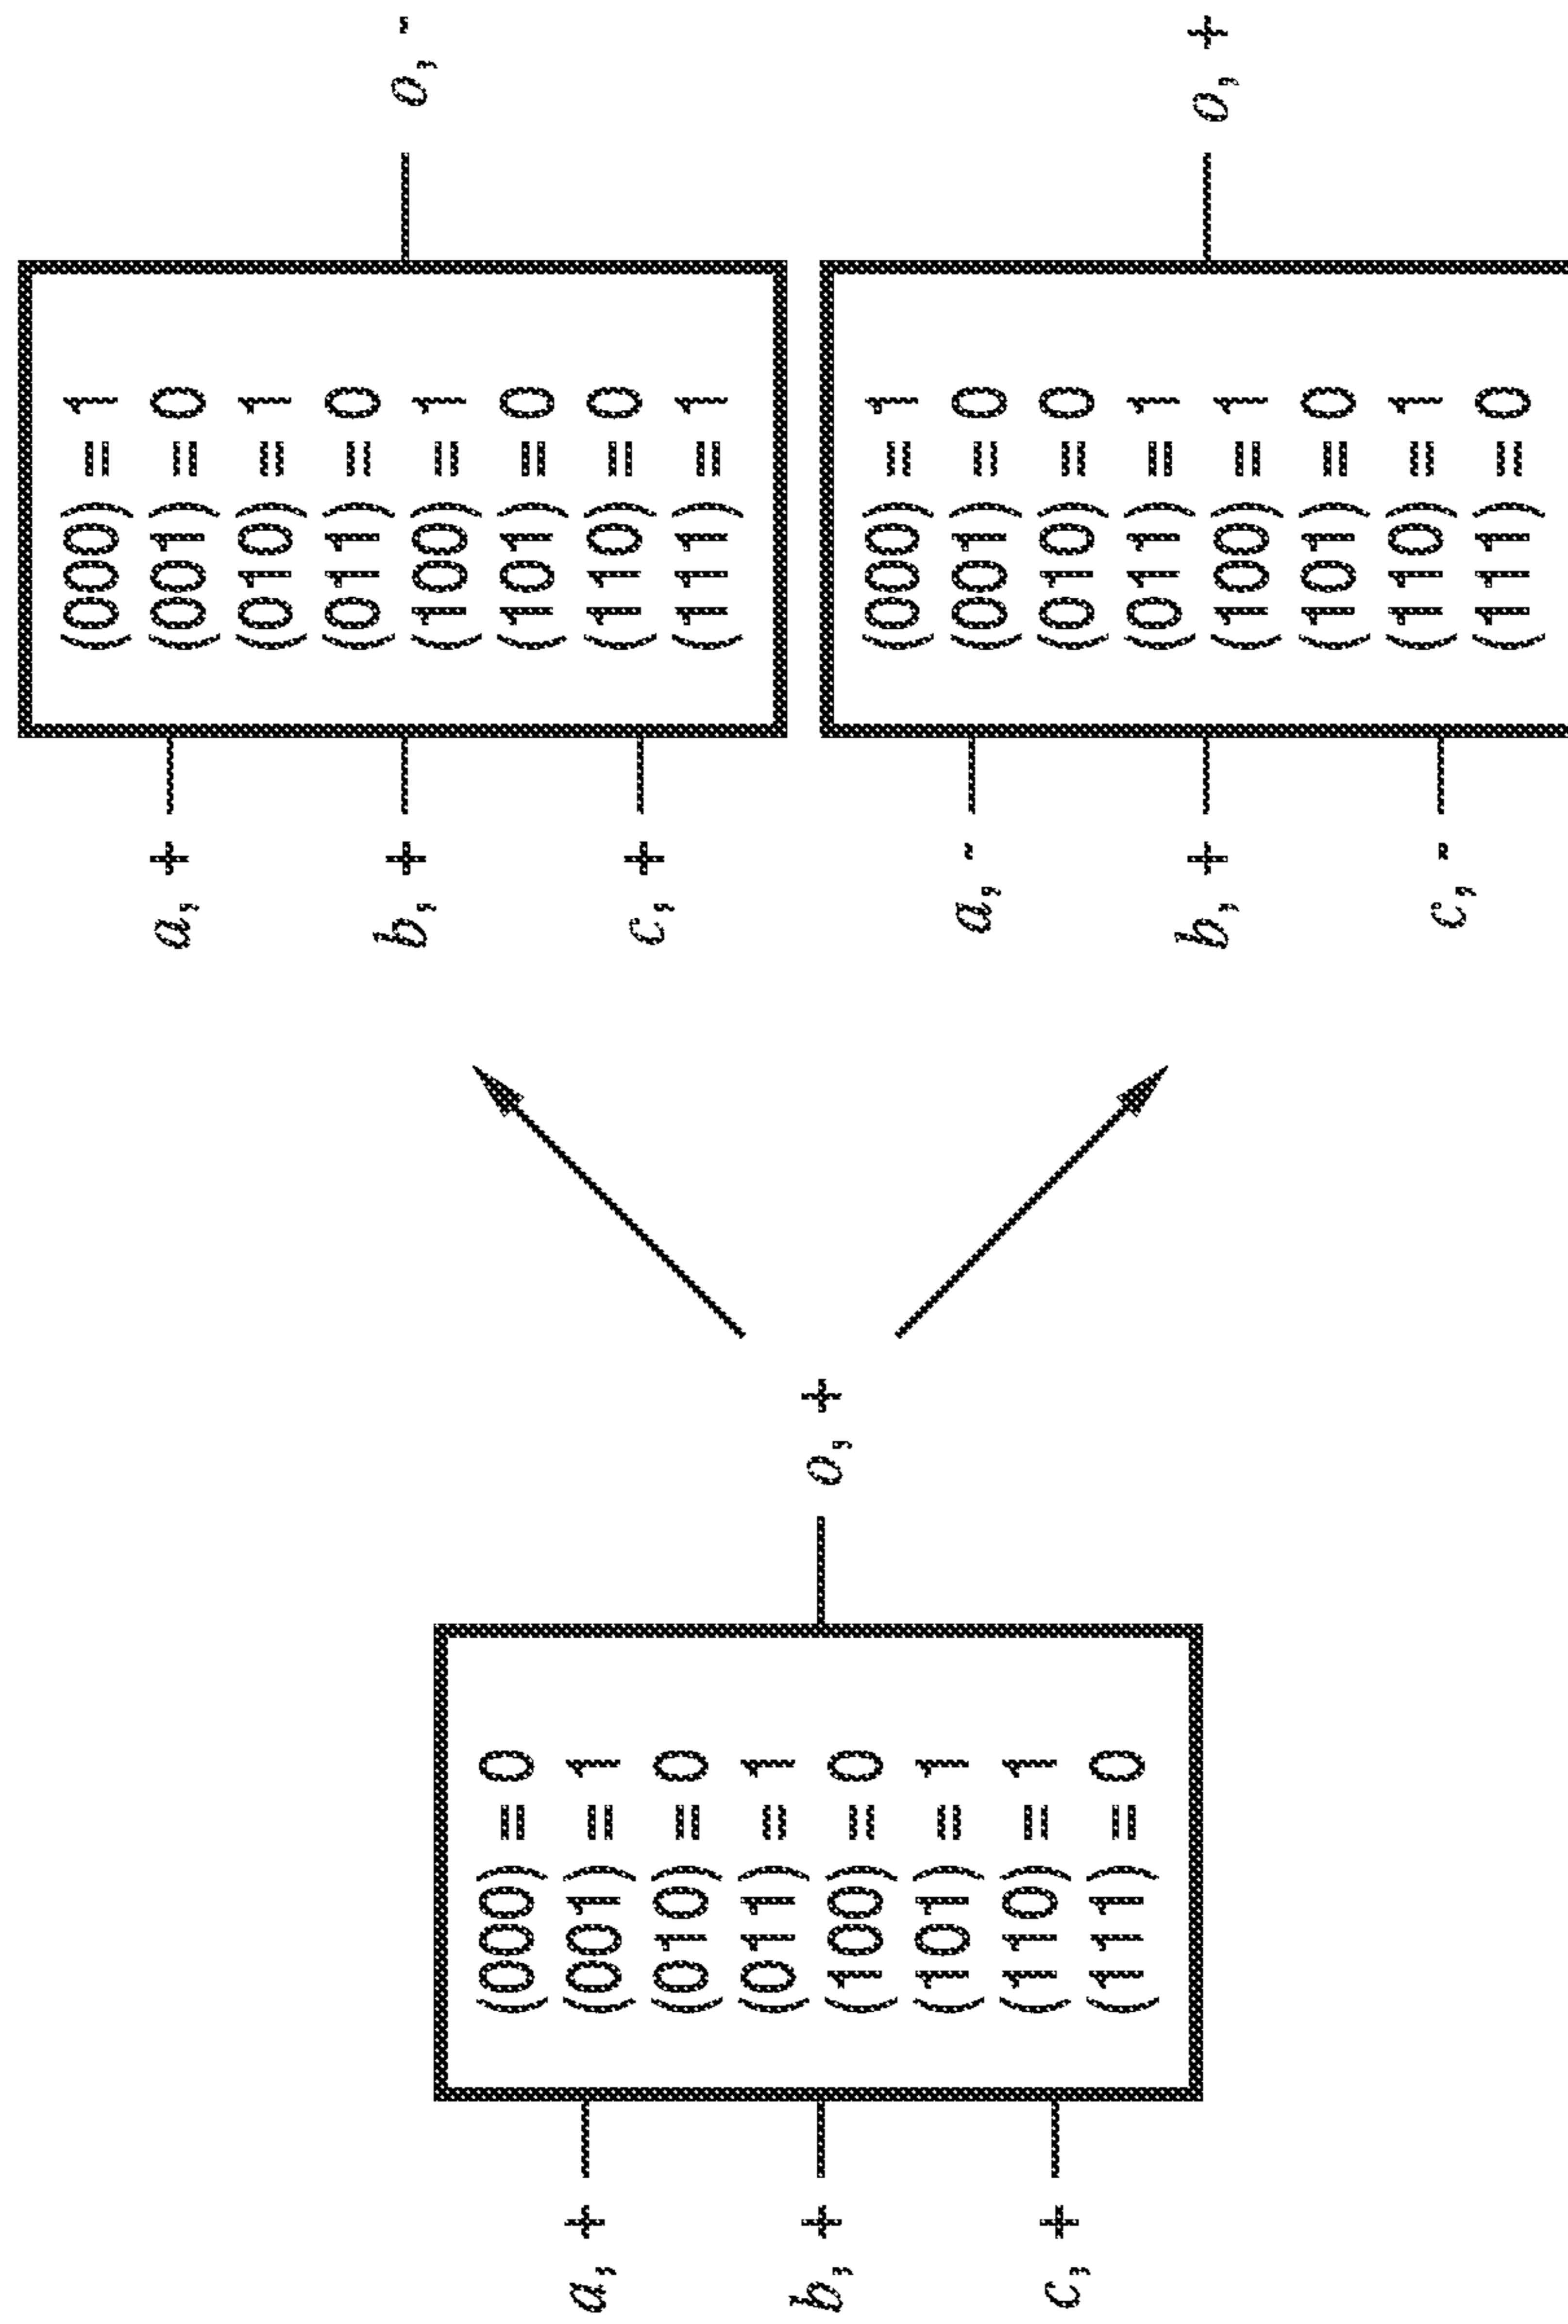 a, +
b, +
c, +
(000) = 0
(001) = 1
(010) = 0
(011) = 1
(100) = 0
(101) = 1
(110) = 1
(111) = 0
o, +
a, +
b, +
c, +
(000) = 1
(001) = 0
(010) = 1
(011) = 0
(100) = 1
(101) = 0
(110) = 0
(111) = 1
o, -
a, -
b, +
c, -
(000) = 1
(001) = 0
(010) = 0
(011) = 1
(100) = 1
(101) = 0
(110) = 1
(111) = 0
o, +